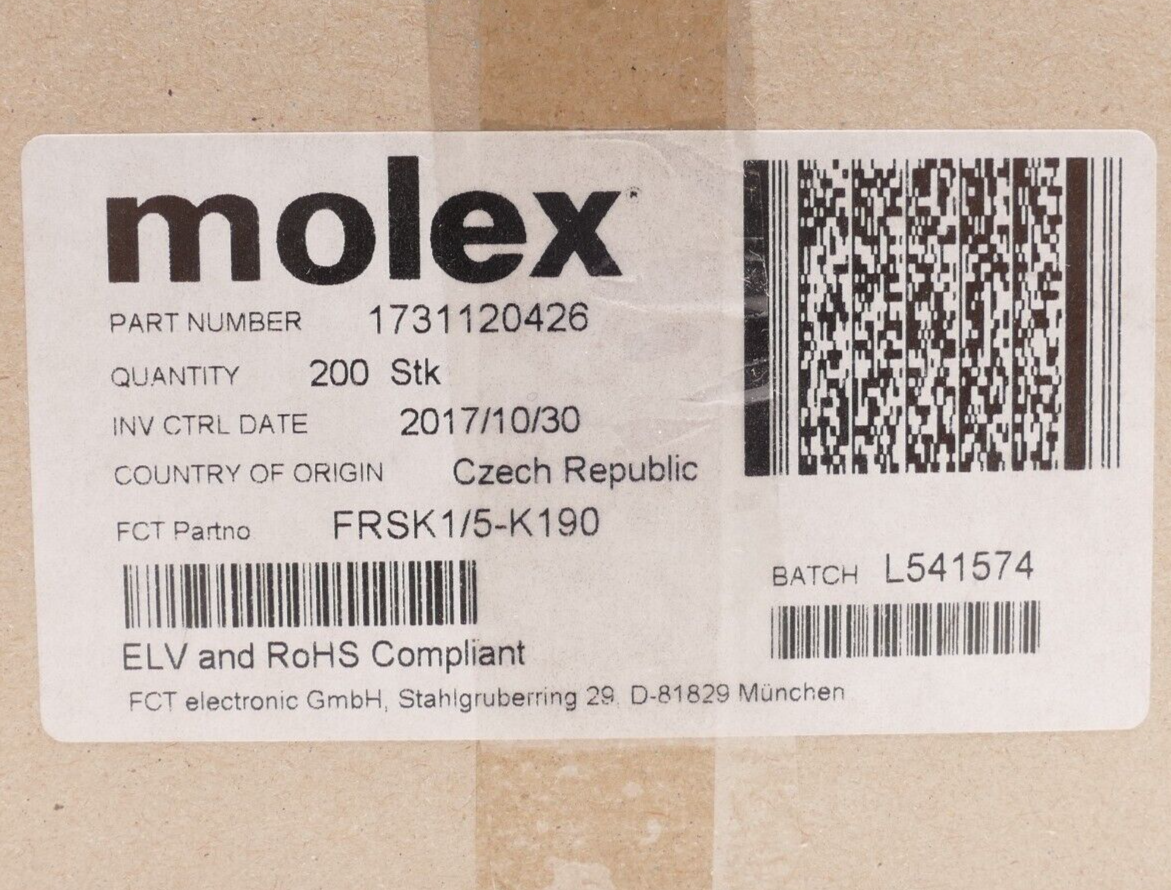 molex®
PART NUMBER 1731120426
QUANTITY 200 Stk
INV CTRL DATE 2017/10/30
COUNTRY OF ORIGIN Czech Republic
FCT Partno FRSK1/5-K190
BATCH L541574
ELV and RoHS Compliant
FCT electronic GmbH, Stahlgruberring 29, D-81829 München